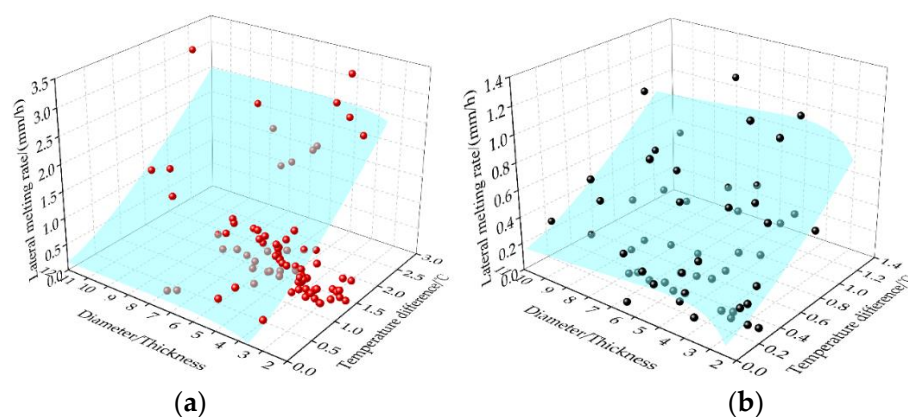 3.5
3.0
2.5
2.0
1.5
1.0
0.5
0.0
Lateral melting rate/(mm/h)
11 10 9 8 7 6 5 4 3 2
Diameter/Thickness
0.0 0.5 1.0 1.5 2.0 2.5 3.0
Temperature difference/°C
(a)
1.4
1.2
1.0
0.8
0.6
0.4
0.2
0.0
Lateral melting rate/(mm/h)
10 9 8 7 6 5 4 3 2
Diameter/Thickness
0.0 0.2 0.4 0.6 0.8 1.0 1.2 1.4
Temperature difference/°C
(b)